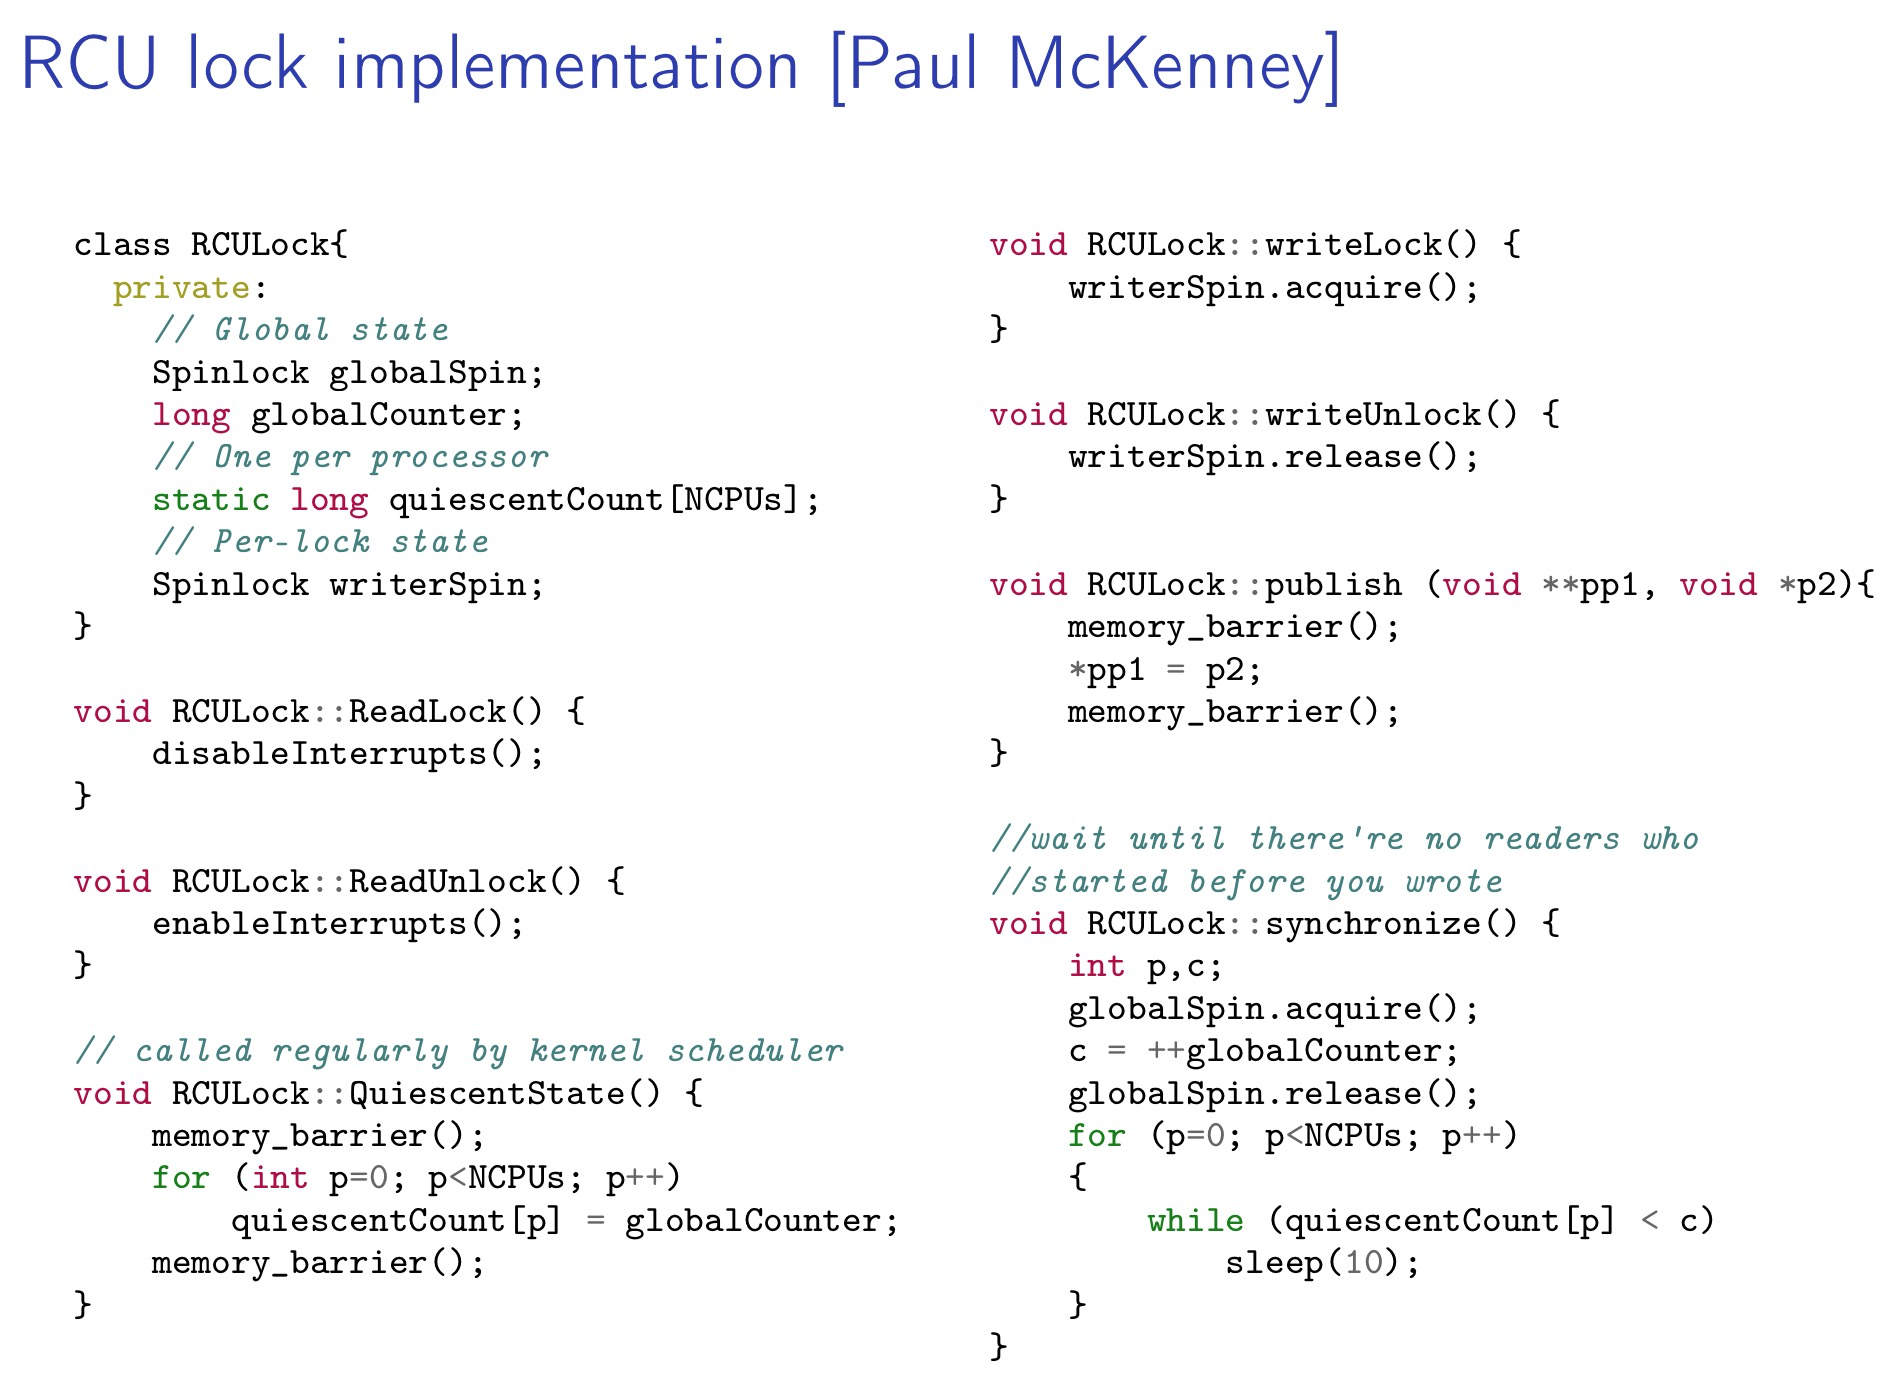 RCU lock implementation [Paul McKenney]
class RCULock{
  private:
    // Global state
    Spinlock globalSpin;
    long globalCounter;
    // One per processor
    static long quiescentCount[NCPUs];
    // Per-lock state
    Spinlock writerSpin;
}
void RCULock::ReadLock() {
    disableInterrupts();
}
void RCULock::ReadUnlock() {
    enableInterrupts();
}
// called regularly by kernel scheduler
void RCULock::QuiescentState() {
    memory_barrier();
    for (int p=0; p<NCPUs; p++)
        quiescentCount[p] = globalCounter;
    memory_barrier();
}
void RCULock::writeLock() {
    writerSpin.acquire();
}
void RCULock::writeUnlock() {
    writerSpin.release();
}
void RCULock::publish (void **pp1, void *p2){
    memory_barrier();
    *pp1 = p2;
    memory_barrier();
}
//wait until there're no readers who
//started before you wrote
void RCULock::synchronize() {
    int p,c;
    globalSpin.acquire();
    c = ++globalCounter;
    globalSpin.release();
    for (p=0; p<NCPUs; p++)
    {
        while (quiescentCount[p] < c)
            sleep(10);
    }
}